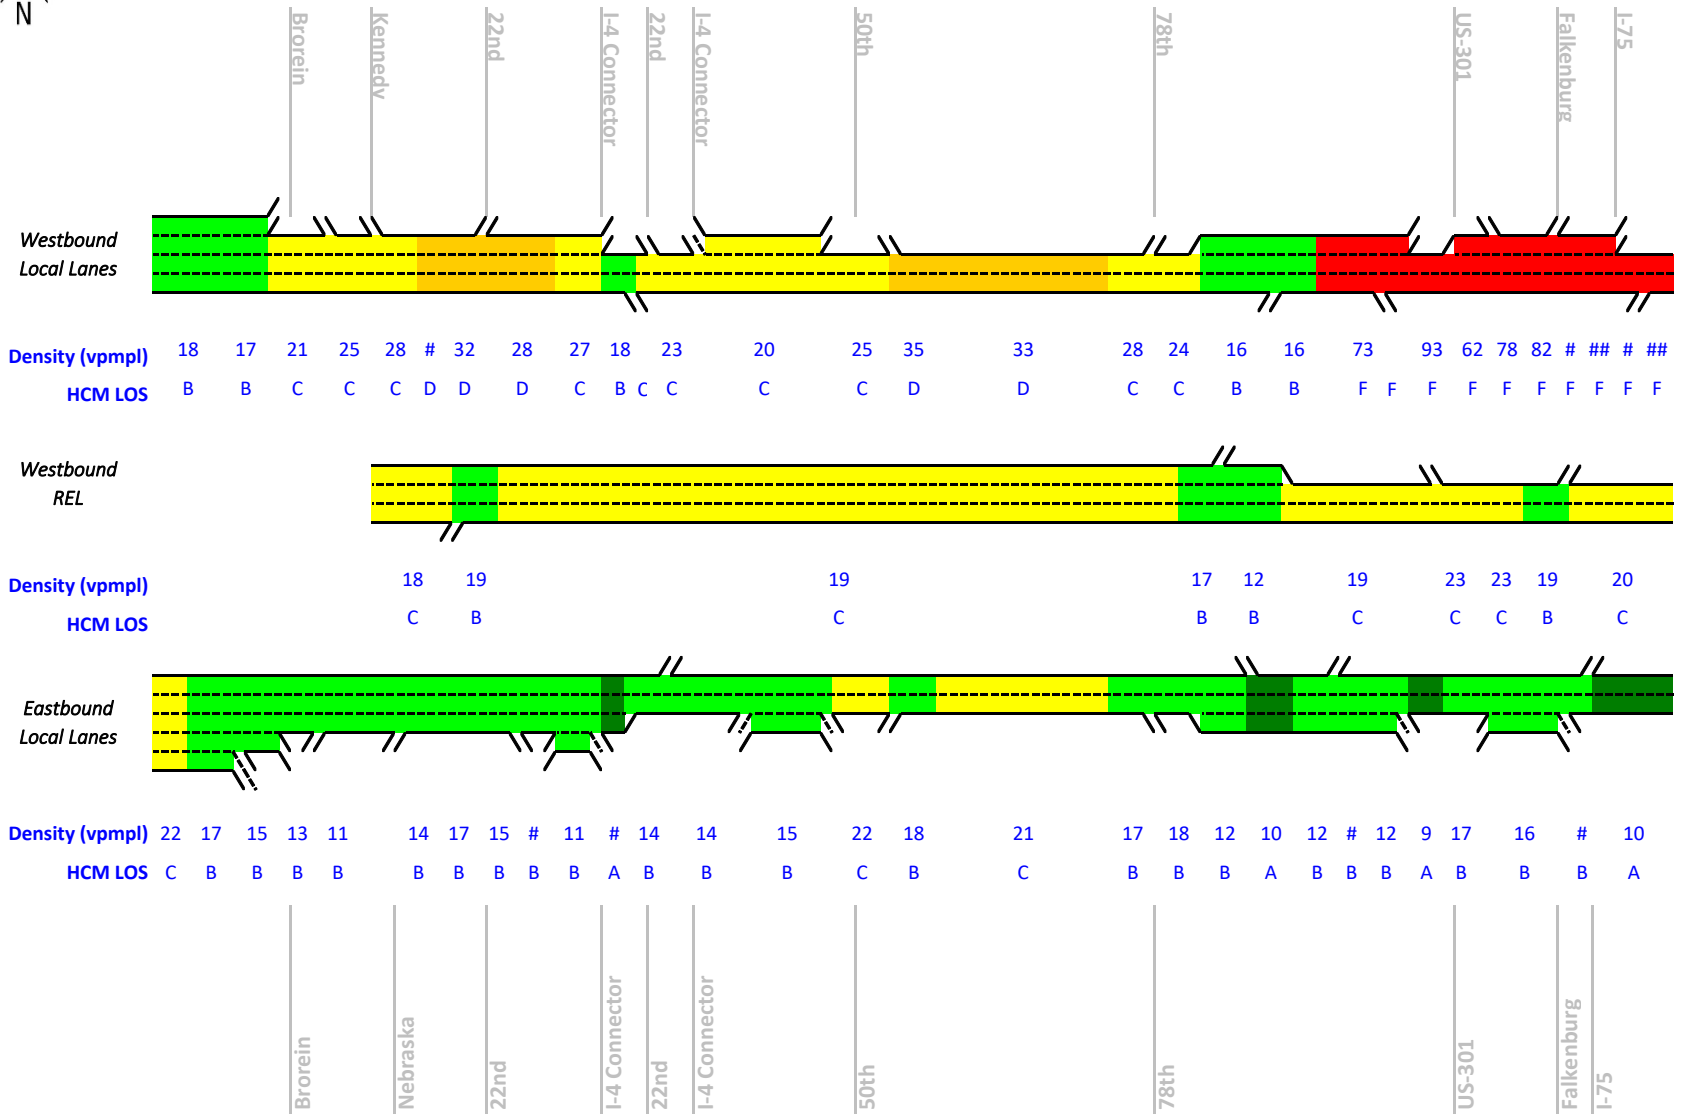 N
Brorein
Kennedy
22nd
I-4 Connector
22nd
I-4 Connector
50th
78th
US-301
Falkenburg
I-75
Westbound
Local Lanes
Density (vpmpl) 18 17 21 25 28 # 32 28 27 18 23 20 25 35 33 28 24 16 16 73 93 62 78 82 # ## # ##
HCM LOS B B C C C D D D C B C C C C D D C C B B F F F F F F F F F F
Westbound
REL
Density (vpmpl) 18 19 19 17 12 19 23 23 19 20
HCM LOS C B C B B C C C B C
Eastbound
Local Lanes
Density (vpmpl) 22 17 15 13 11 14 17 15 # 11 # 14 14 15 22 18 21 17 18 12 10 12 # 12 9 17 16 # 10
HCM LOS C B B B B B B B B B A B B B C B C B B B A B B B A B B B A
Brorein
Nebraska
22nd
I-4 Connector
22nd
I-4 Connector
50th
78th
US-301
Falkenburg
I-75